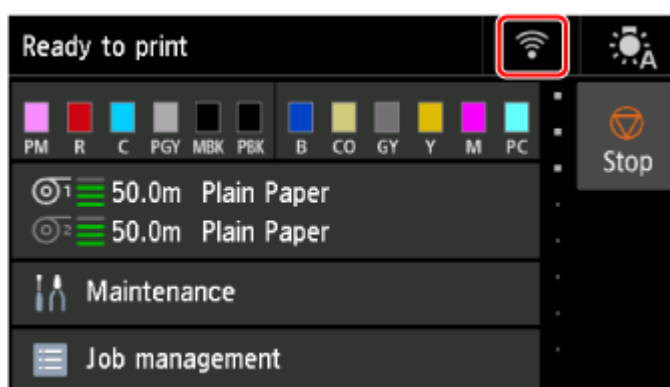 Ready to print
A
PM R C PGY MBK PBK B CO GY Y M PC
Stop
1 50.0m Plain Paper
2 50.0m Plain Paper
Maintenance
Job management